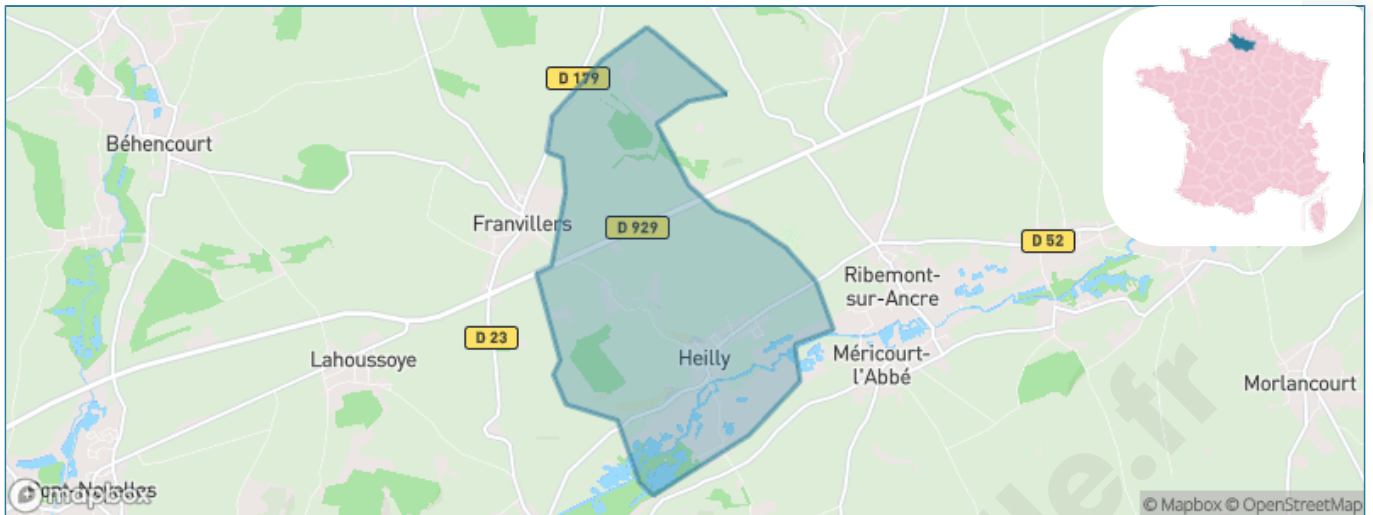 D 179
Béhencourt
Franvillers
D 929
D 52
Ribemont-
sur-Ancre
D 23
Lahoussoye
Heilly
Méricourt-
l'Abbé
Morlancourt
mapbox
© Mapbox © OpenStreetMap